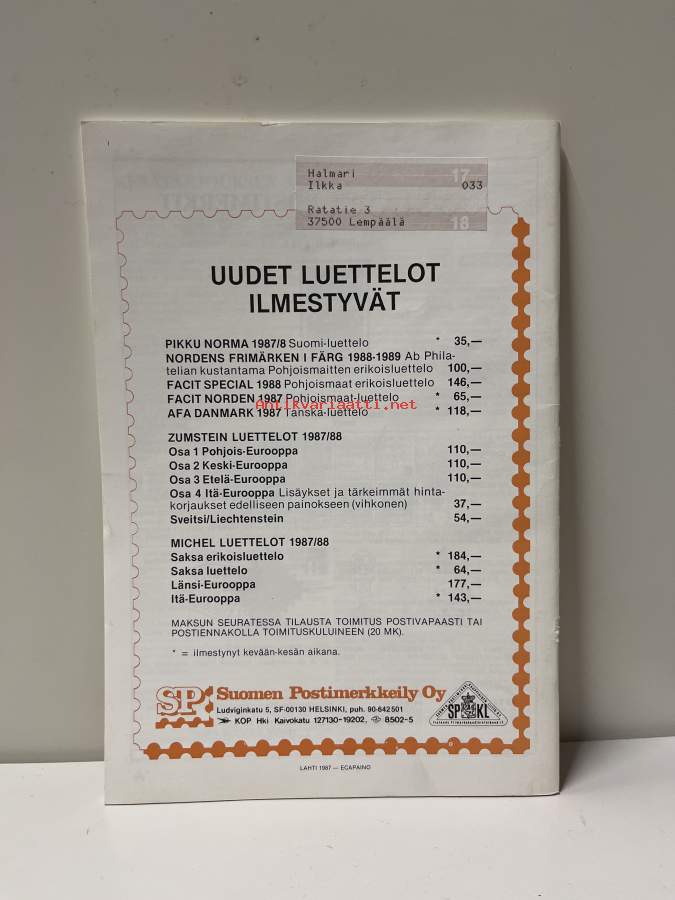 Halmari 17
Ilkka 033
Ratatie 3
37500 Lempäälä 18
UUDET LUETTELOT
ILMESTYVÄT
PIKKU NORMA 1987/8 Suomi-luettelo * 35,—
NORDENS FRIMÄRKEN I FÄRG 1988-1989 Ab Phila-
telian kustantama Pohjoismaitten erikoisluettelo 100,—
FACIT SPECIAL 1988 Pohjoismaat erikoisluettelo 146,—
FACIT NORDEN 1987 Pohjoismaat-luettelo * 65,—
Antikvariaatti.net
AFA DANMARK 1987 Tanska-luettelo * 118,—
ZUMSTEIN LUETTELOT 1987/88
Osa 1 Pohjois-Eurooppa 110,—
Osa 2 Keski-Eurooppa 110,—
Osa 3 Etelä-Eurooppa 110,—
Osa 4 Itä-Eurooppa Lisäykset ja tärkeimmät hinta-
korjaukset edelliseen painokseen (vihkonen) 37,—
Sveitsi/Liechtenstein 54,—
MICHEL LUETTELOT 1987/88
Saksa erikoisluettelo * 184,—
Saksa luettelo * 64,—
Länsi-Eurooppa 177,—
Itä-Eurooppa * 143,—
MAKSUN SEURATESSA TILAUSTA TOIMITUS POSTIVAPAASTI TAI
POSTIENNAKOLLA TOIMITUSKULUINEEN (20 MK).
* = ilmestynyt kevään-kesän aikana.
SP Suomen Postimerkkeily Oy
Ludviginkatu 5, SF-00130 HELSINKI, puh. 90-642 501
KOP Hki Kaivokatu 127130-19202, 8502-5
SP KL
LAHTI 1987 — ECAPAINO